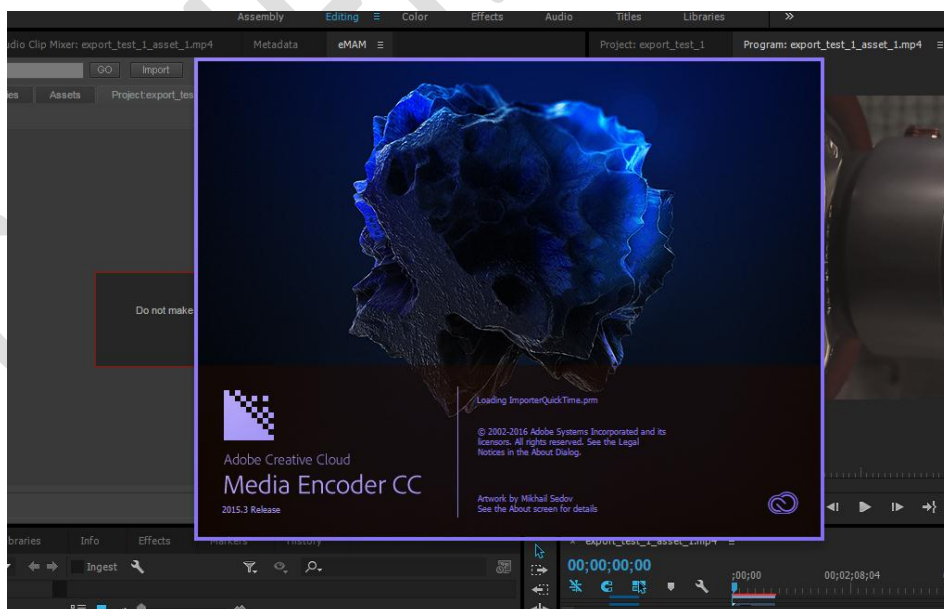 Assembly Editing Color Effects Audio Titles Libraries
udio Clip Mixer: export_test_1_asset_1.mp4 Metadata eMAM Project: export_test_1 Program: export_test_1_asset_1.mp4
GO Import
es Assets Project:export_tes
Do not make
Loading ImporterQuickTime.prm
© 2002-2016 Adobe Systems Incorporated and its
licensors. All rights reserved. See the Legal
Notices in the About Dialog.
Adobe Creative Cloud
Media Encoder CC
2015.3 Release
Artwork by Mikhail Sedov
See the About screen for details
braries Info Effects Markers History
export_test_1_asset_1.mp4
Ingest
00;00;00;00
;00;00 00;02;08;04